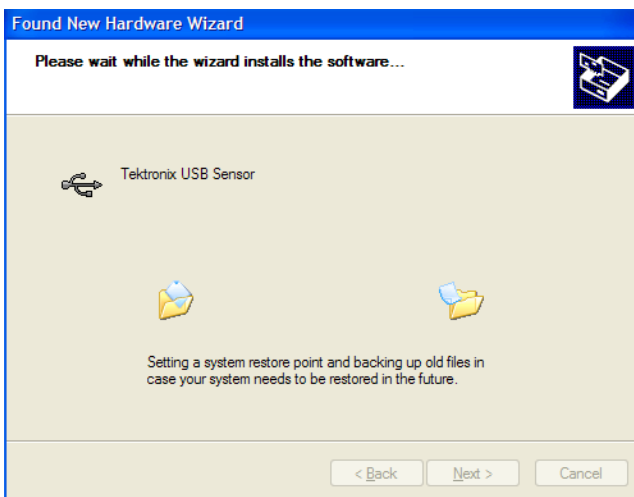 Found New Hardware Wizard
Please wait while the wizard installs the software...
Tektronix USB Sensor
Setting a system restore point and backing up old files in
case your system needs to be restored in the future.
< Back Next > Cancel